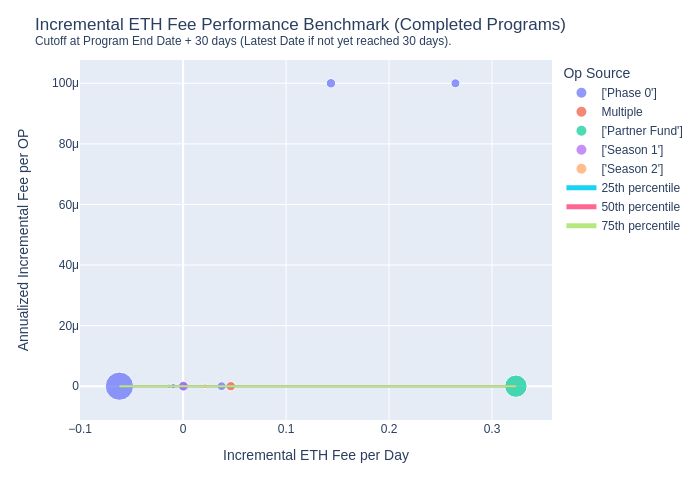 Incremental ETH Fee Performance Benchmark (Completed Programs)
Cutoff at Program End Date + 30 days (Latest Date if not yet reached 30 days).
Op Source
['Phase 0']
Multiple
['Partner Fund']
['Season 1']
['Season 2']
25th percentile
50th percentile
75th percentile
Annualized Incremental Fee per OP
100μ
80μ
60μ
40μ
20μ
0
−0.1
0
0.1
0.2
0.3
Incremental ETH Fee per Day